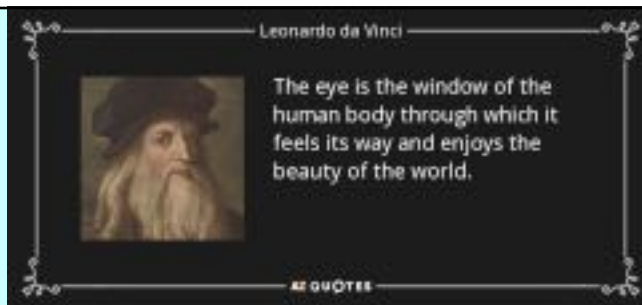 Leonardo da Vinci
The eye is the window of the
human body through which it
feels its way and enjoys the
beauty of the world.
AZ QUOTES